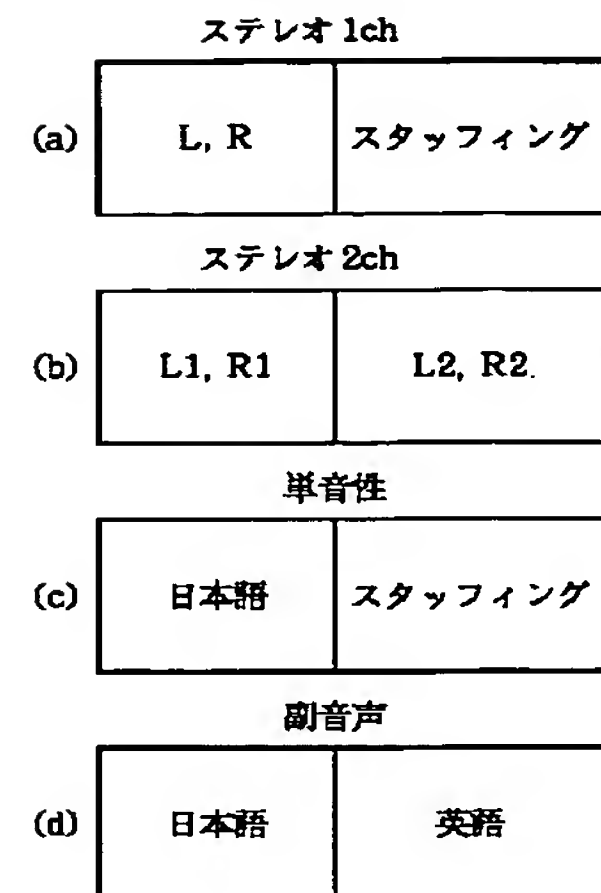 ステレオ 1ch
(a) L, R スタッフィング
ステレオ 2ch
(b) L1, R1 L2, R2.
単音性
(c) 日本語 スタッフィング
副音声
(d) 日本語 英語